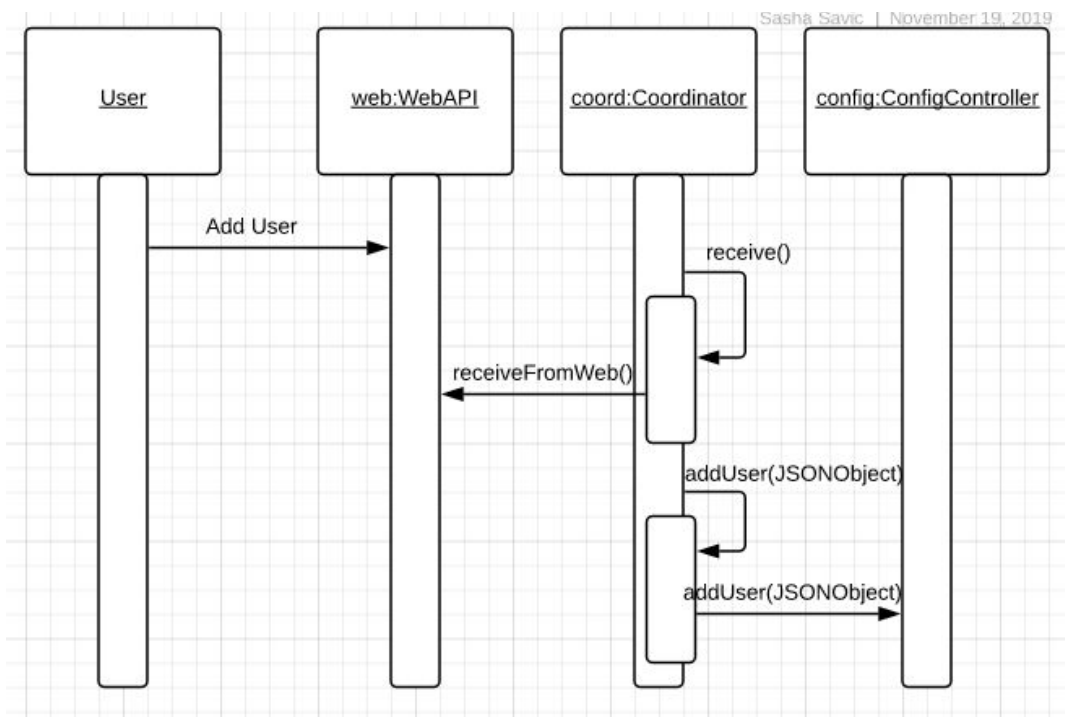 Sasha Savic | November 19, 2019
User
web:WebAPI
coord:Coordinator
config:ConfigController
Add User
receive()
receiveFromWeb()
addUser(JSONObject)
addUser(JSONObject)